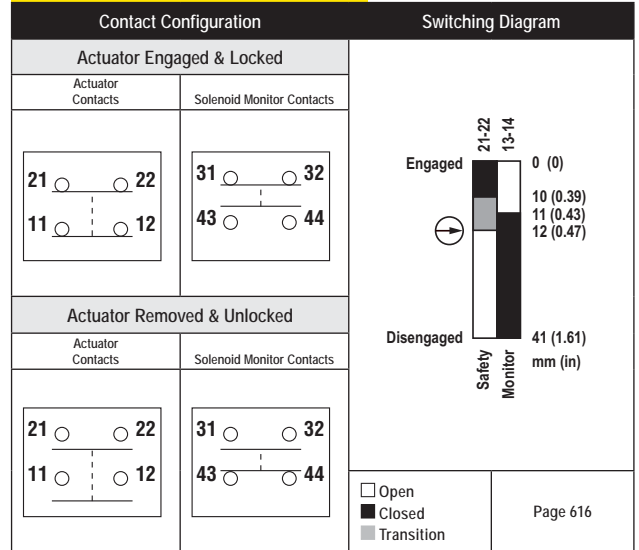 Contact Configuration
Switching Diagram
Actuator Engaged & Locked
Actuator
Contacts
Solenoid Monitor Contacts
21 22
11 12
31 32
43 44
Actuator Removed & Unlocked
Actuator
Contacts
Solenoid Monitor Contacts
21 22
11 12
31 32
43 44
21-22
13-14
Engaged 0 (0)
10 (0.39)
11 (0.43)
12 (0.47)
Disengaged 41 (1.61)
Safety
Monitor
mm (in)
Open
Closed
Transition
Page 616